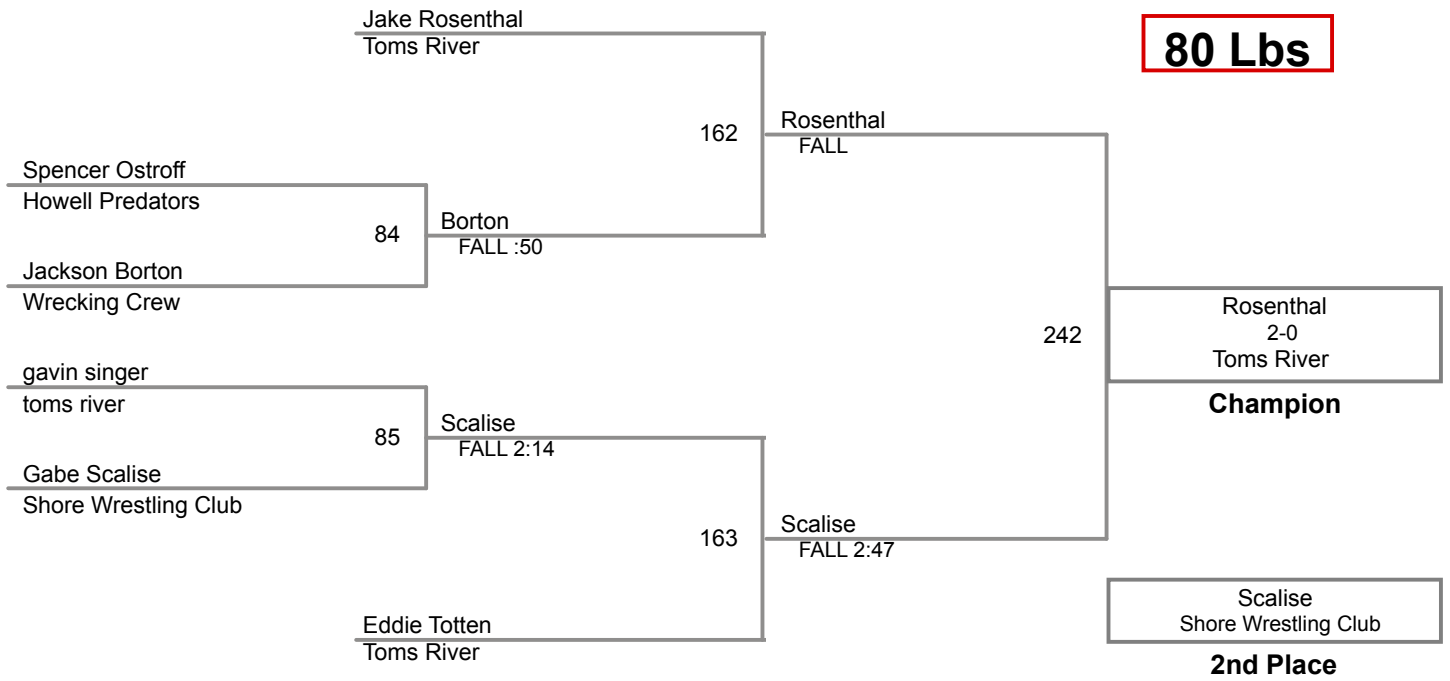 Jake Rosenthal
Toms River
80 Lbs
162
Rosenthal
FALL
Spencer Ostroff
Howell Predators
84
Borton
FALL :50
Jackson Borton
Wrecking Crew
242
Rosenthal
2-0
Toms River
Champion
gavin singer
toms river
85
Scalise
FALL 2:14
Gabe Scalise
Shore Wrestling Club
163
Scalise
FALL 2:47
Eddie Totten
Toms River
Scalise
Shore Wrestling Club
2nd Place